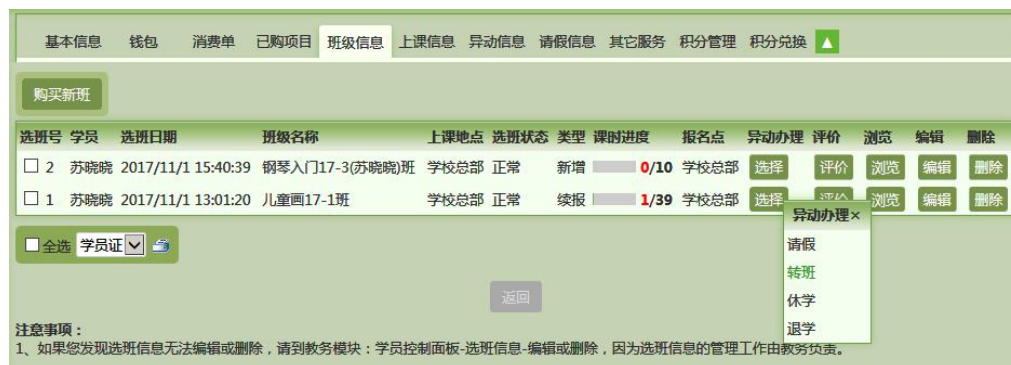 基本信息 钱包 消费单 已购项目 班级信息 上课信息 异动信息 请假信息 其它服务 积分管理 积分兑换
购买新班
选班号 学员 选班日期 班级名称 上课地点 选班状态 类型 课时进度 报名点 异动办理 评价 浏览 编辑 删除
2 苏晓晓 2017/11/1 15:40:39 钢琴入门17-3(苏晓晓)班 学校总部 正常 新增 0/10 学校总部 选择 评价 浏览 编辑 删除
1 苏晓晓 2017/11/1 13:01:20 儿童画17-1班 学校总部 正常 续报 1/39 学校总部 选择 评价 浏览 编辑 删除
异动办理×
请假
转班
休学
退学
全选 学员证
返回
注意事项：
1、如果您发现选班信息无法编辑或删除，请到教务模块：学员控制面板-选班信息-编辑或删除，因为选班信息的管理工作由教务负责。